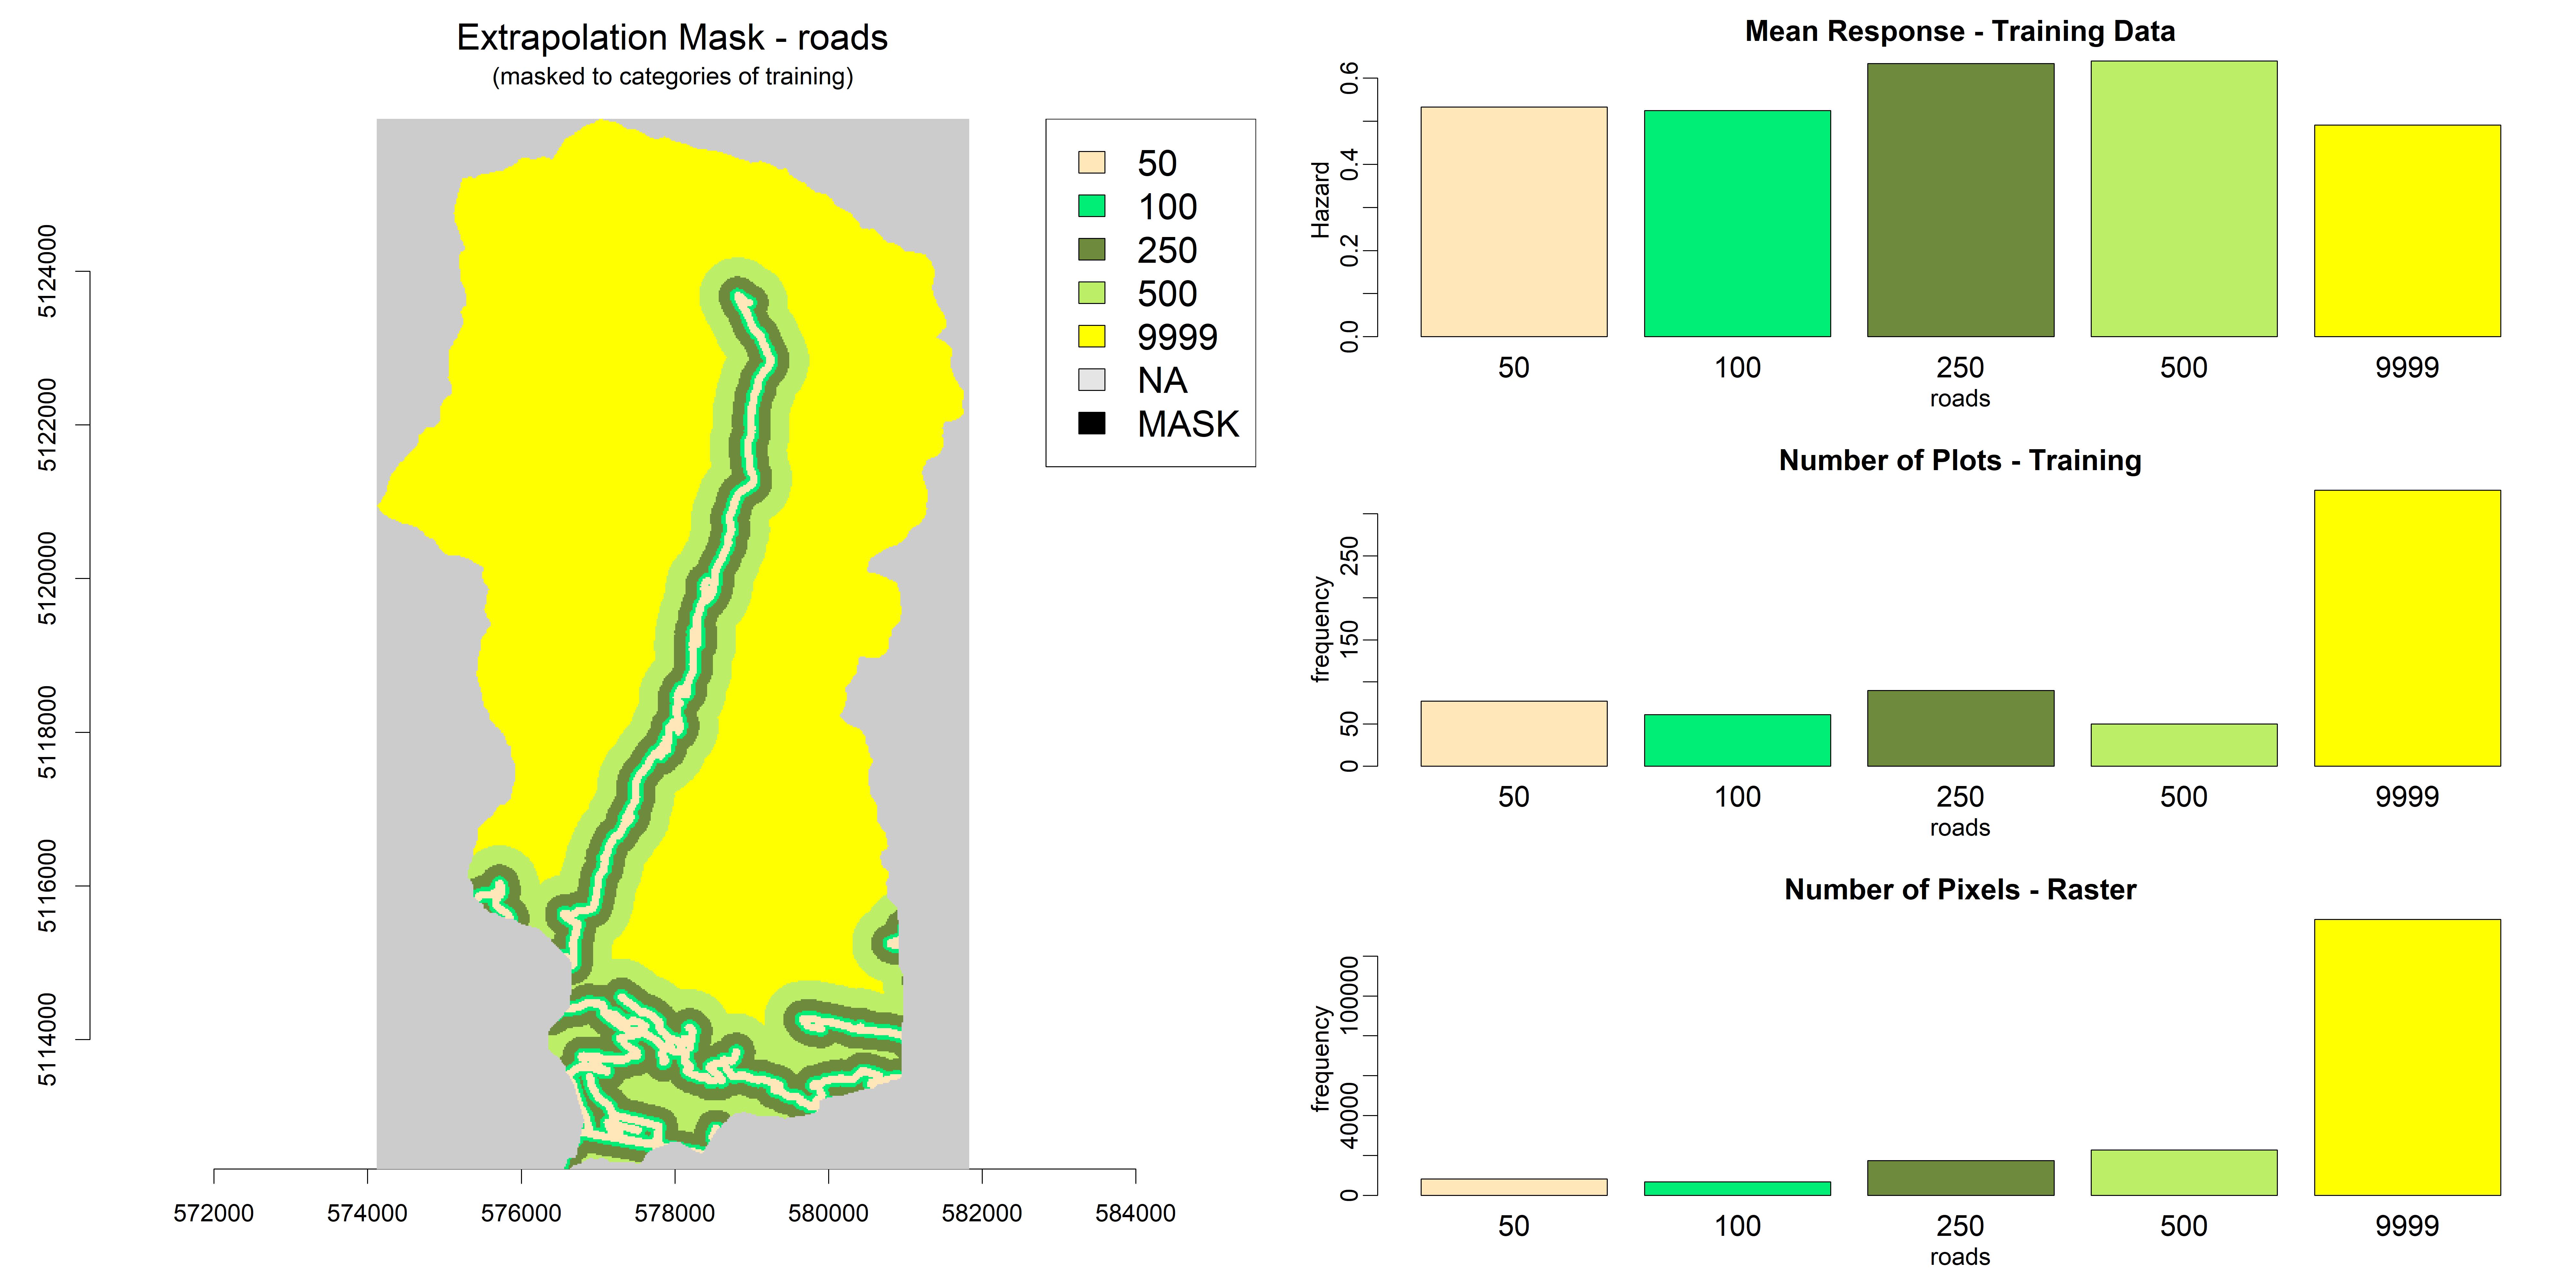 Extrapolation Mask - roads
(masked to categories of training)
5124000
5122000
5120000
5118000
5116000
5114000
572000 574000 576000 578000 580000 582000 584000
50
100
250
500
9999
NA
MASK
Mean Response - Training Data
Hazard
0.6
0.4
0.2
0.0
50 100 250 500 9999
roads
Number of Plots - Training
frequency
250
150
50
0
50 100 250 500 9999
roads
Number of Pixels - Raster
frequency
100000
40000
0
50 100 250 500 9999
roads